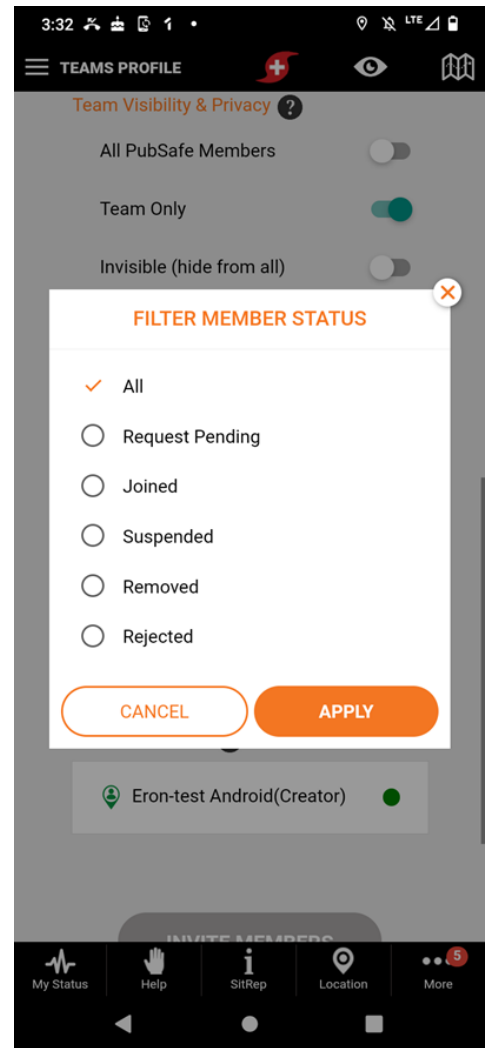 3:32
LTE
TEAMS PROFILE
Team Visibility & Privacy ?
All PubSafe Members
Team Only
Invisible (hide from all)
FILTER MEMBER STATUS
All
Request Pending
Joined
Suspended
Removed
Rejected
CANCEL
APPLY
Eron-test Android(Creator)
INVITE MEMBERS
5
My Status
Help
SitRep
Location
More